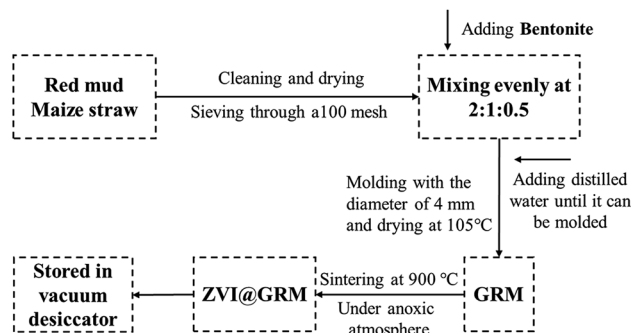 Adding Bentonite
Red mud
Maize straw
Cleaning and drying
Sieving through a100 mesh
Mixing evenly at
2:1:0.5
Molding with the
diameter of 4 mm
and drying at 105℃
Adding distilled
water until it can
be molded
Stored in
vacuum
desiccator
ZVI@GRM
Sintering at 900 ℃
Under anoxic
atmosphere
GRM